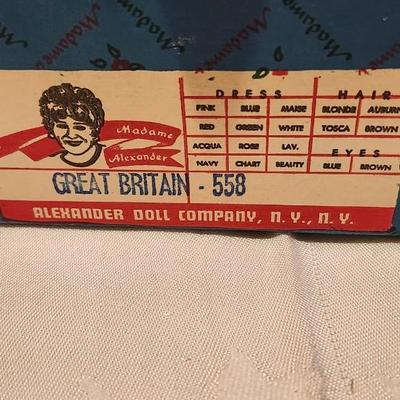 Madame
Madame
DRESS HAIR
PINK BLUE MAISE BLONDE AUBURN
RED GREEN WHITE TOSCA BROWN
ACQUA ROSE LAV. EYES
NAVY CHART BEAUTY BLUE BROWN
Madame
Alexander
GREAT BRITAIN - 558
ALEXANDER DOLL COMPANY, N.Y., N.Y.